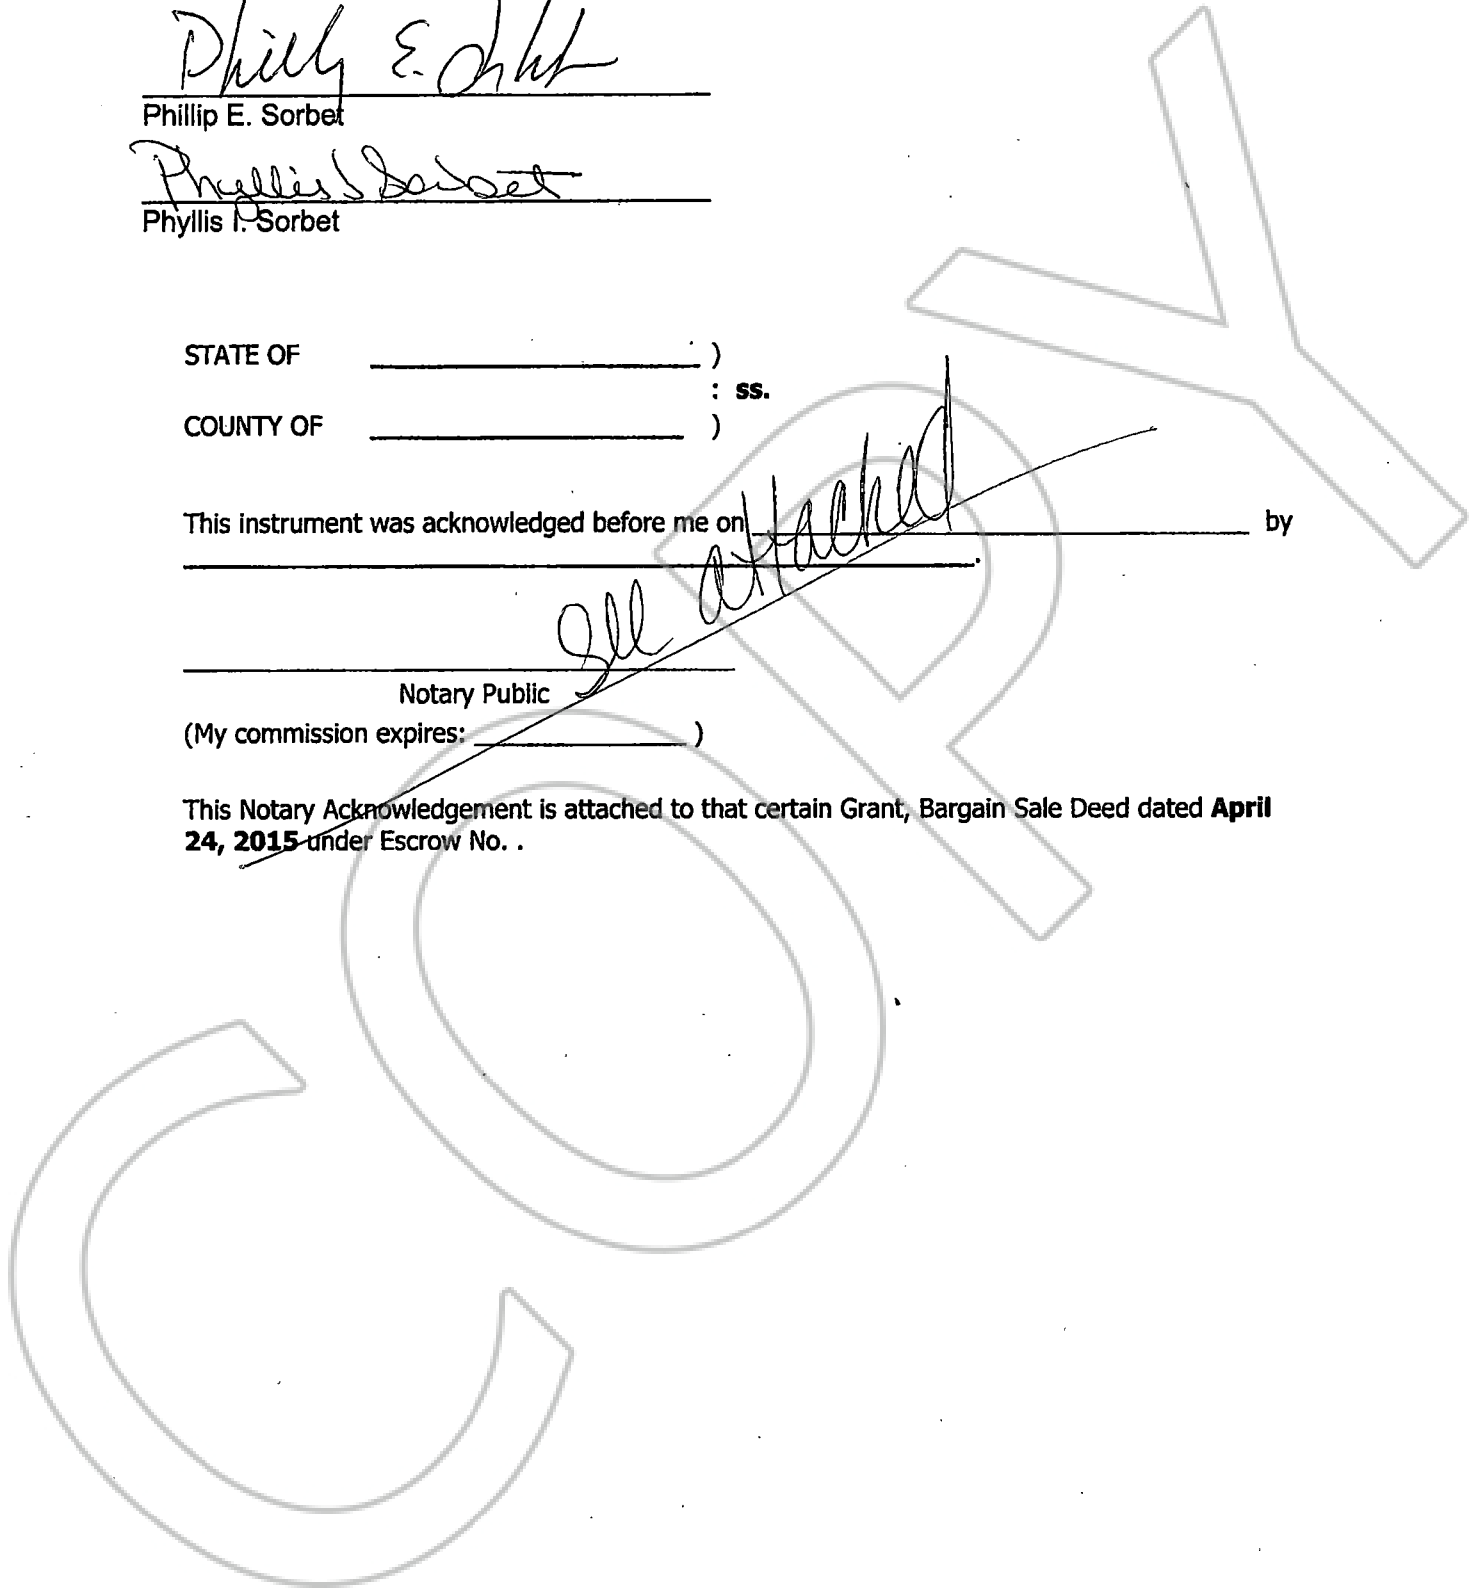 Phillip E. Sorbet
Phyllis I. Sorbet
Phyllis I. Sorbet
STATE OF )
: ss.
COUNTY OF )
This instrument was acknowledged before me on by
.
see attached
Notary Public
(My commission expires: )
This Notary Acknowledgement is attached to that certain Grant, Bargain Sale Deed dated April
24, 2015 under Escrow No. .
COPY